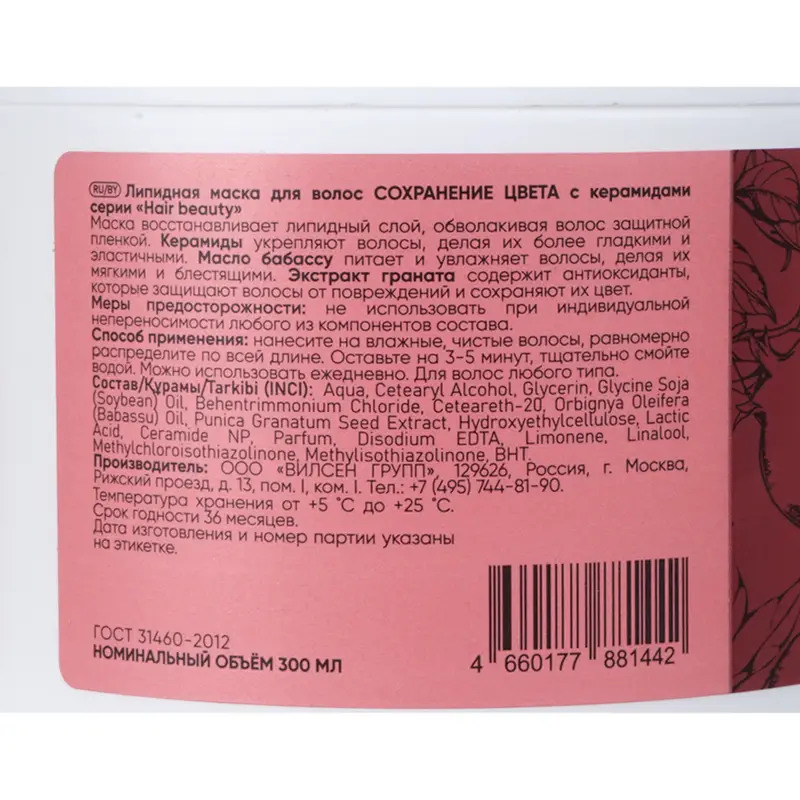 RU/BY Липидная маска для волос СОХРАНЕНИЕ ЦВЕТА с керамидами
серии «Hair beauty»
Маска восстанавливает липидный слой, обволакивая волос защитной
пленкой. Керамиды укрепляют волосы, делая их более гладкими и
эластичными. Масло бабассу питает и увлажняет волосы, делая их
мягкими и блестящими. Экстракт граната содержит антиоксиданты,
которые защищают волосы от повреждений и сохраняют их цвет.
Меры предосторожности: не использовать при индивидуальной
непереносимости любого из компонентов состава.
Способ применения: нанесите на влажные, чистые волосы, равномерно
распределите по всей длине. Оставьте на 3-5 минут, тщательно смойте
водой. Можно использовать ежедневно. Для волос любого типа.
Состав/Құрамы/Tarkibi (INCI): Aqua, Cetearyl Alcohol, Glycerin, Glycine Soja
(Soybean) Oil, Behentrimmonium Chloride, Ceteareth-20, Orbignya Oleifera
(Babassu) Oil, Punica Granatum Seed Extract, Hydroxyethylcellulose, Lactic
Acid, Ceramide NP, Parfum, Disodium EDTA, Limonene, Linalool,
Methylchloroisothiazolinone, Methylisothiazolinone, BHT.
Производитель: ООО «ВИЛСЕН ГРУПП», 129626, Россия, г. Москва,
Рижский проезд, д. 13, пом. I, ком. I. Тел.: +7 (495) 744-81-90.
Температура хранения от +5 °C до +25 °C.
Срок годности 36 месяцев.
Дата изготовления и номер партии указаны
на этикетке.
ГОСТ 31460-2012
НОМИНАЛЬНЫЙ ОБЪЁМ 300 МЛ
4 660177 881442